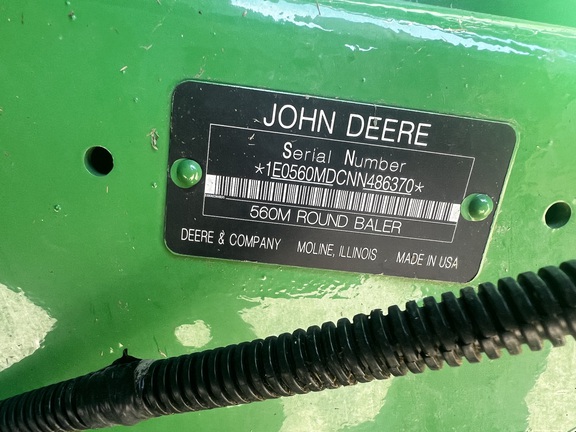 JOHN DEERE
Serial Number
*1E0560MDCNN486370*
560M ROUND BALER
DEERE & COMPANY MOLINE, ILLINOIS MADE IN USA